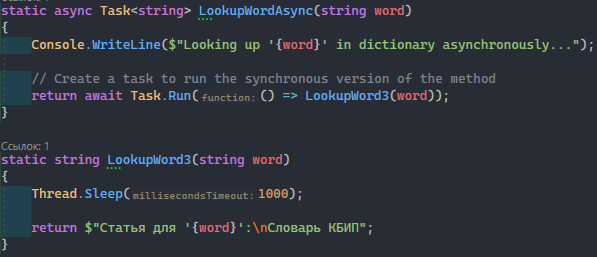 static async Task<string> LookupWordAsync(string word)
{
    Console.WriteLine($"Looking up '{word}' in dictionary asynchronously...");

    // Create a task to run the synchronous version of the method
    return await Task.Run(function: () => LookupWord3(word));
}
Ссылок: 1
static string LookupWord3(string word)
{
    Thread.Sleep(millisecondsTimeout: 1000);

    return $"Статья для '{word}':\nСловарь КБИП";
}